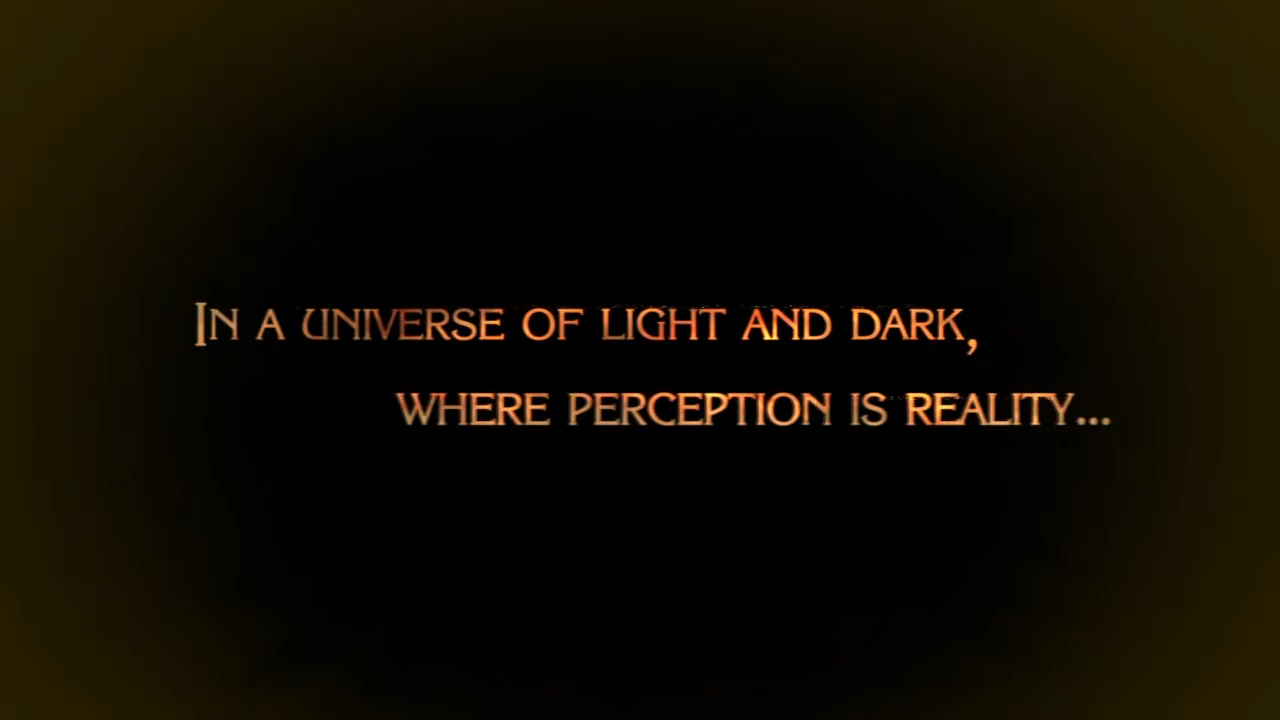 In a universe of light and dark,
where perception is reality...